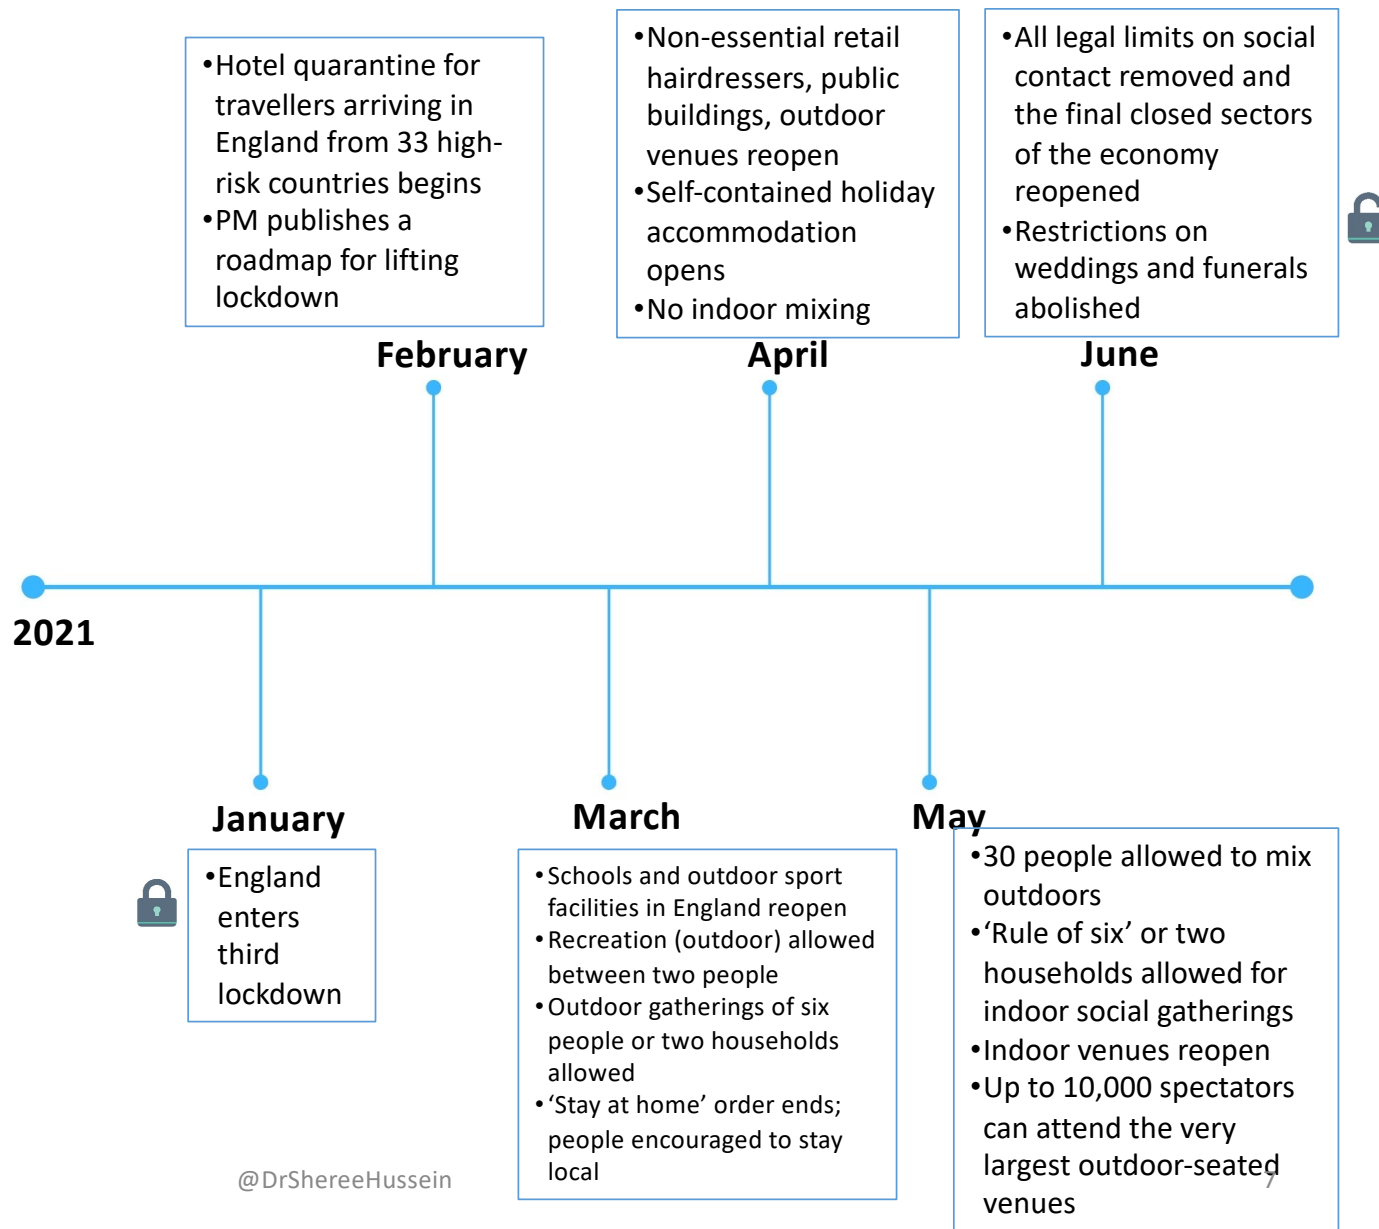 •Hotel quarantine for
travellers arriving in
England from 33 high-
risk countries begins
•PM publishes a
roadmap for lifting
lockdown
February
•Non-essential retail
hairdressers, public
buildings, outdoor
venues reopen
•Self-contained holiday
accommodation
opens
•No indoor mixing
April
•All legal limits on social
contact removed and
the final closed sectors
of the economy
reopened
•Restrictions on
weddings and funerals
abolished
June
2021
January
•England
enters
third
lockdown
March
•Schools and outdoor sport
facilities in England reopen
•Recreation (outdoor) allowed
between two people
•Outdoor gatherings of six
people or two households
allowed
•‘Stay at home’ order ends;
people encouraged to stay
local
May
•30 people allowed to mix
outdoors
•‘Rule of six’ or two
households allowed for
indoor social gatherings
•Indoor venues reopen
•Up to 10,000 spectators
can attend the very
largest outdoor-seated
venues
@DrShereeHussein
7